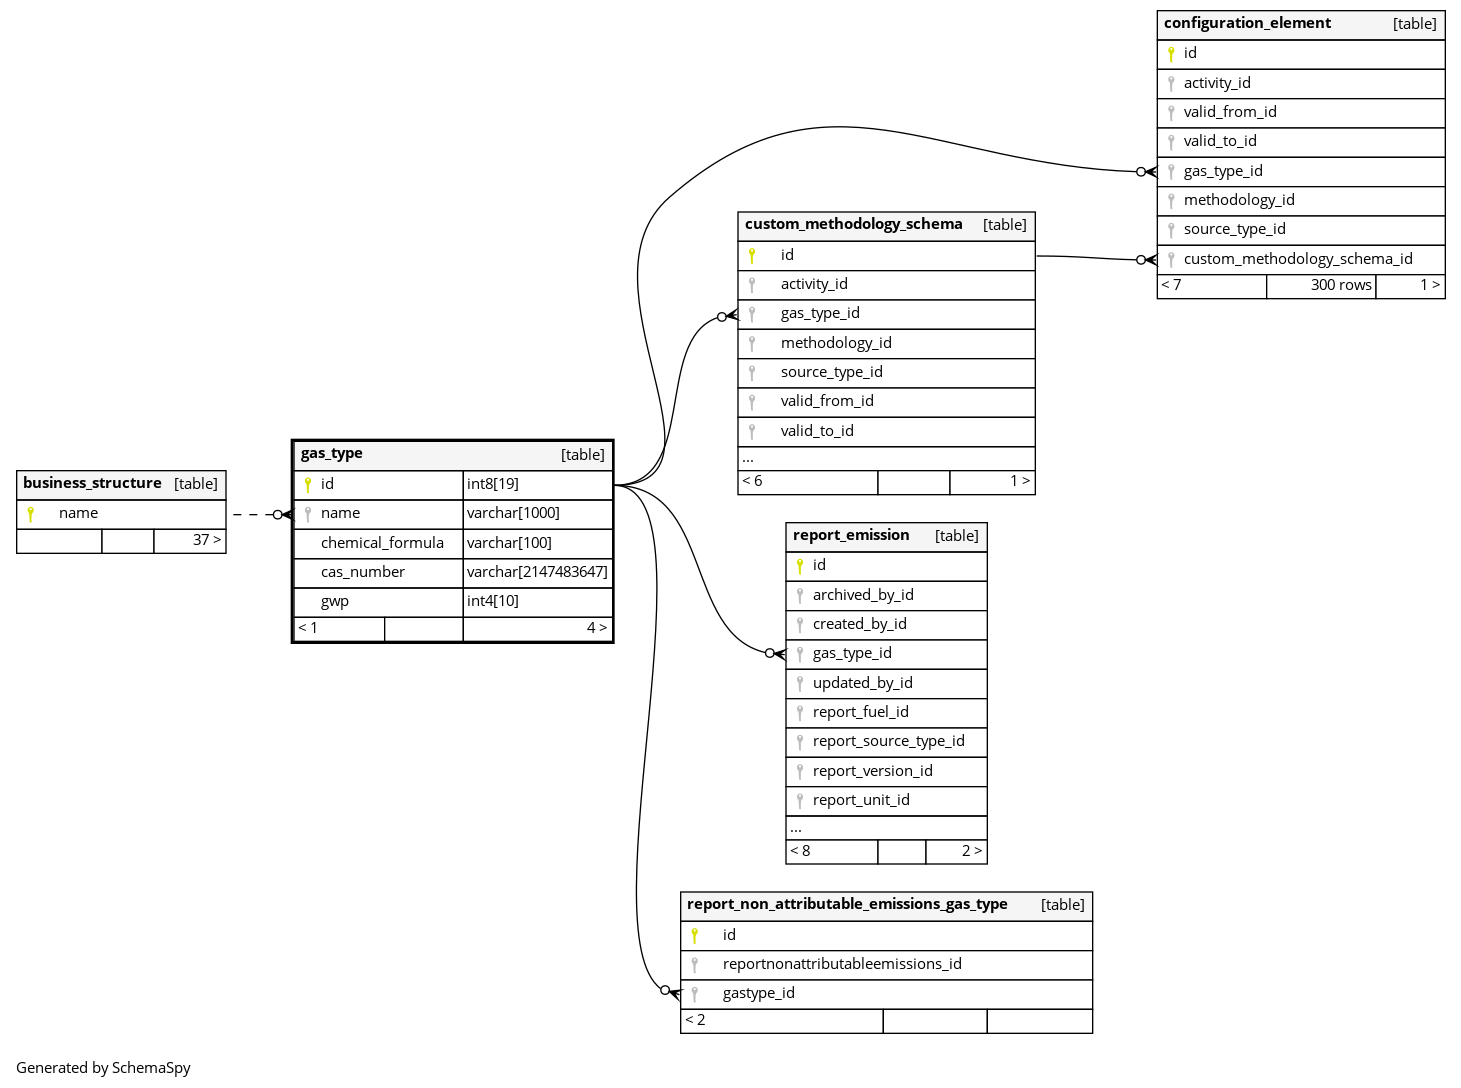 configuration_element [table]
id
activity_id
valid_from_id
valid_to_id
gas_type_id
methodology_id
source_type_id
custom_methodology_schema_id
< 7 300 rows 1 >
custom_methodology_schema [table]
id
activity_id
gas_type_id
methodology_id
source_type_id
valid_from_id
valid_to_id
...
< 6 1 >
gas_type [table]
id int8[19]
name varchar[1000]
chemical_formula varchar[100]
cas_number varchar[2147483647]
gwp int4[10]
< 1 4 >
business_structure [table]
name
37 >
report_emission [table]
id
archived_by_id
created_by_id
gas_type_id
updated_by_id
report_fuel_id
report_source_type_id
report_version_id
report_unit_id
...
< 8 2 >
report_non_attributable_emissions_gas_type [table]
id
reportnonattributableemissions_id
gastype_id
< 2
Generated by SchemaSpy